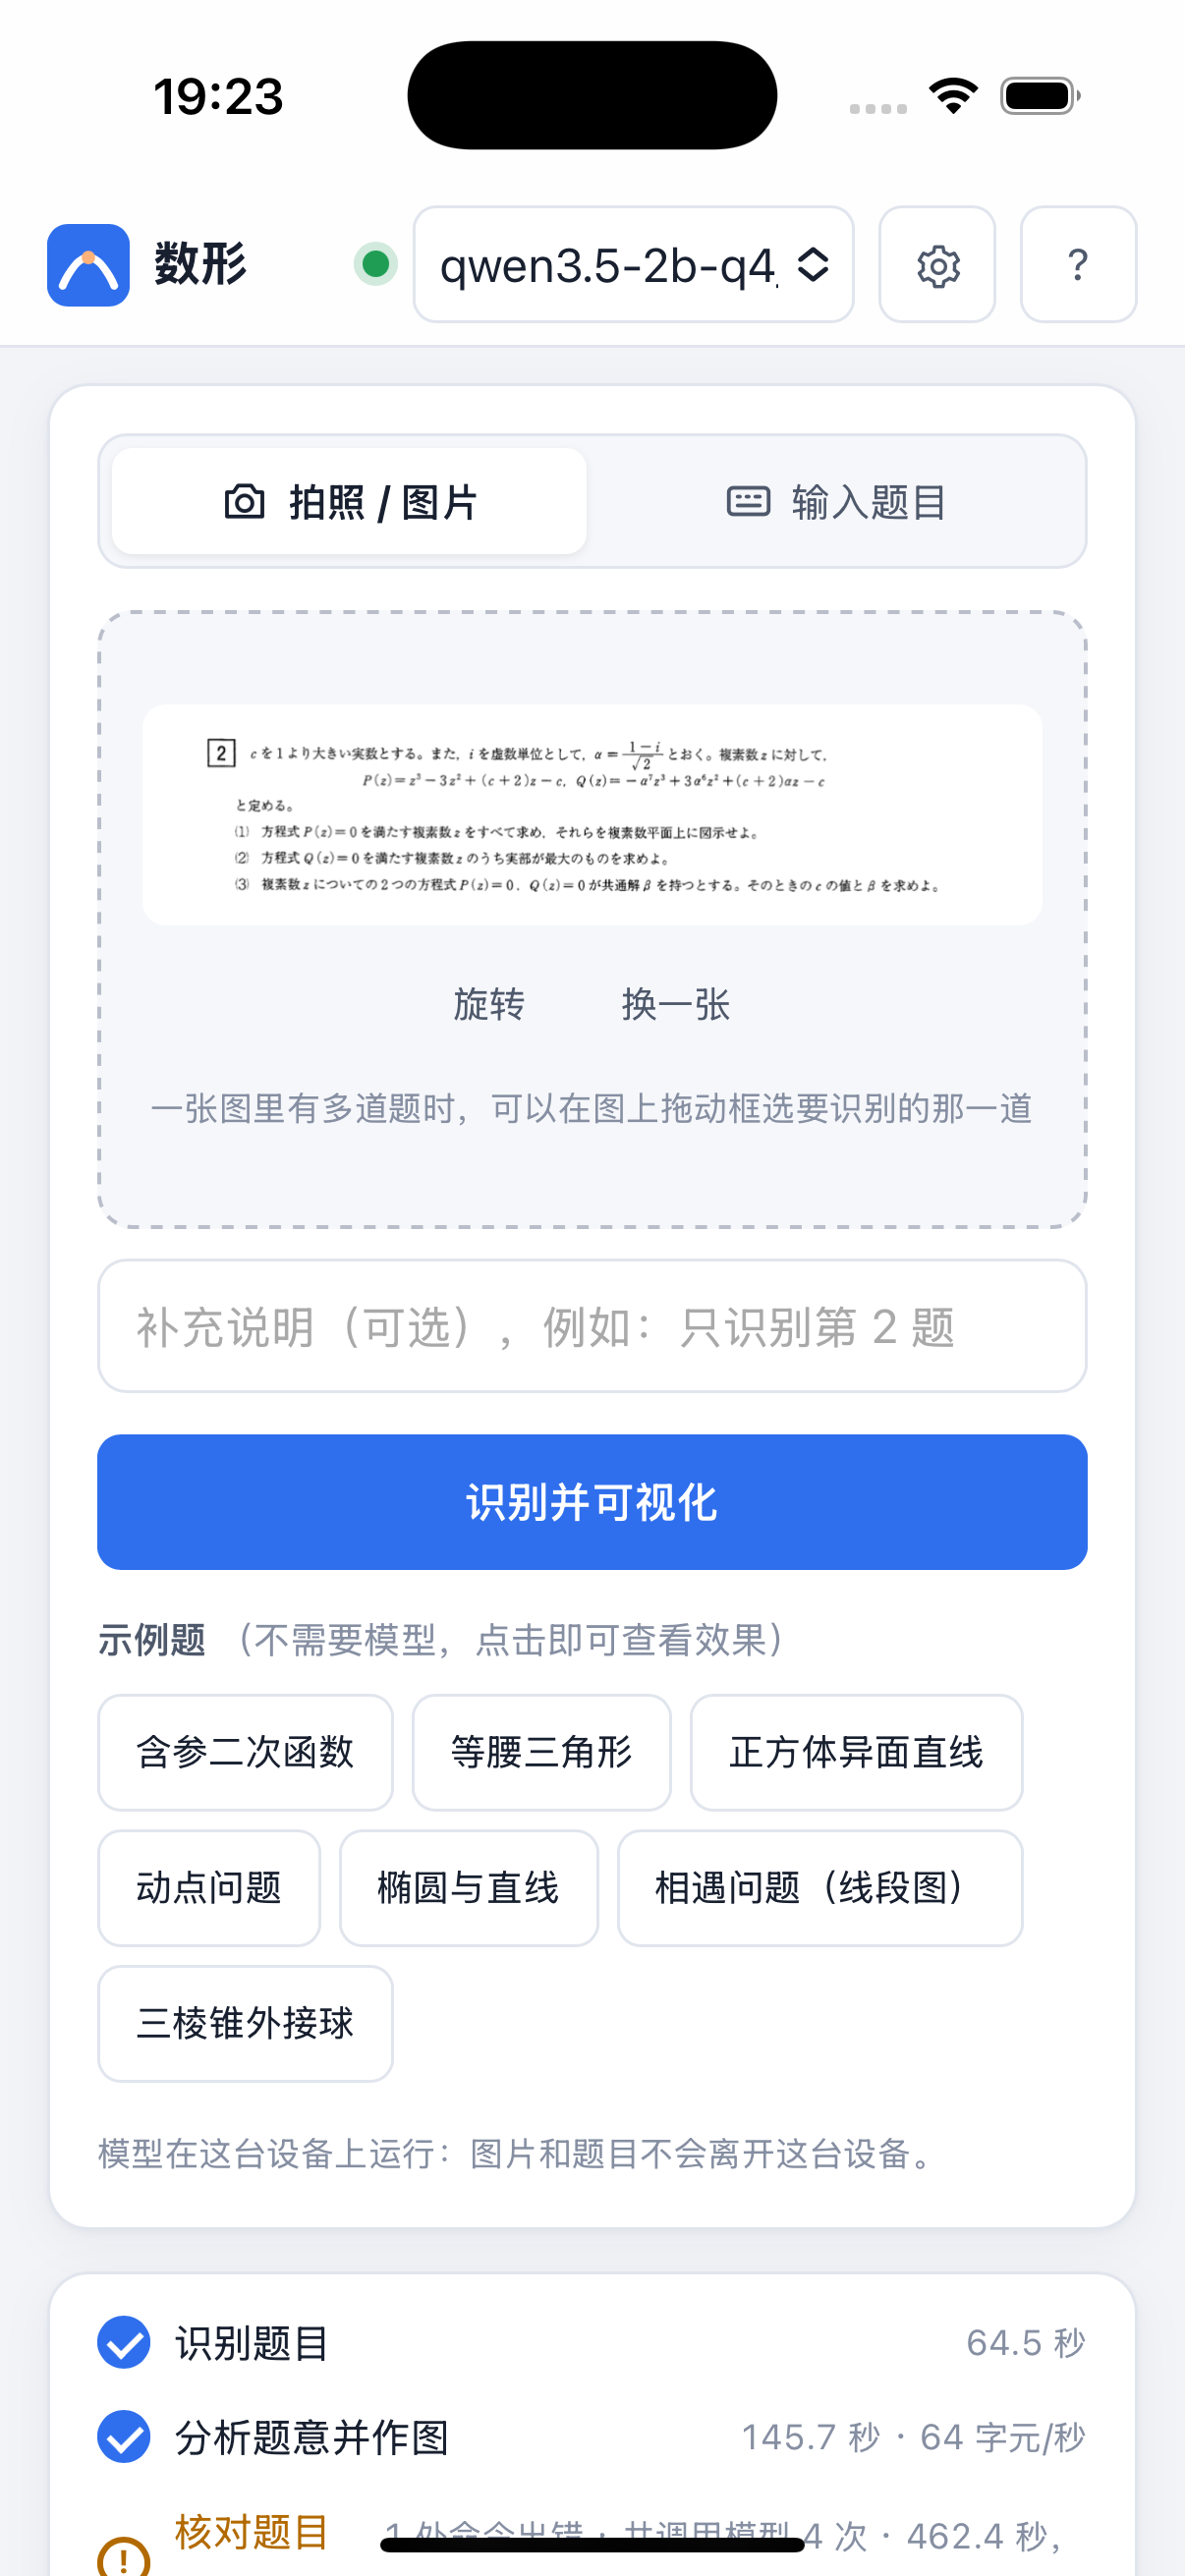 19:23
数形
qwen3.5-2b-q4_
?
拍照 / 图片
输入题目
2 cを1より大きい実数とする。また,iを虚数単位として,α = (1 − i)/√2 とおく。複素数zに対して,
P(z) = z³ − 3z² + (c + 2)z − c, Q(z) = −α⁷z³ + 3α⁶z² + (c + 2)αz − c
と定める。
(1) 方程式P(z) = 0を満たす複素数zをすべて求め,それらを複素数平面上に図示せよ。
(2) 方程式Q(z) = 0を満たす複素数zのうち実部が最大のものを求めよ。
(3) 複素数zについての2つの方程式P(z) = 0,Q(z) = 0が共通解βを持つとする。そのときのcの値とβを求めよ。
旋转 换一张
一张图里有多道题时，可以在图上拖动框选要识别的那一道
补充说明（可选），例如：只识别第 2 题
识别并可视化
示例题（不需要模型，点击即可查看效果）
含参二次函数 等腰三角形 正方体异面直线
动点问题 椭圆与直线 相遇问题（线段图）
三棱锥外接球
模型在这台设备上运行：图片和题目不会离开这台设备。
识别题目 64.5 秒
分析题意并作图 145.7 秒 · 64 字元/秒
核对题目 1 处命令出错 · 共调用模型 4 次 · 462.4 秒，